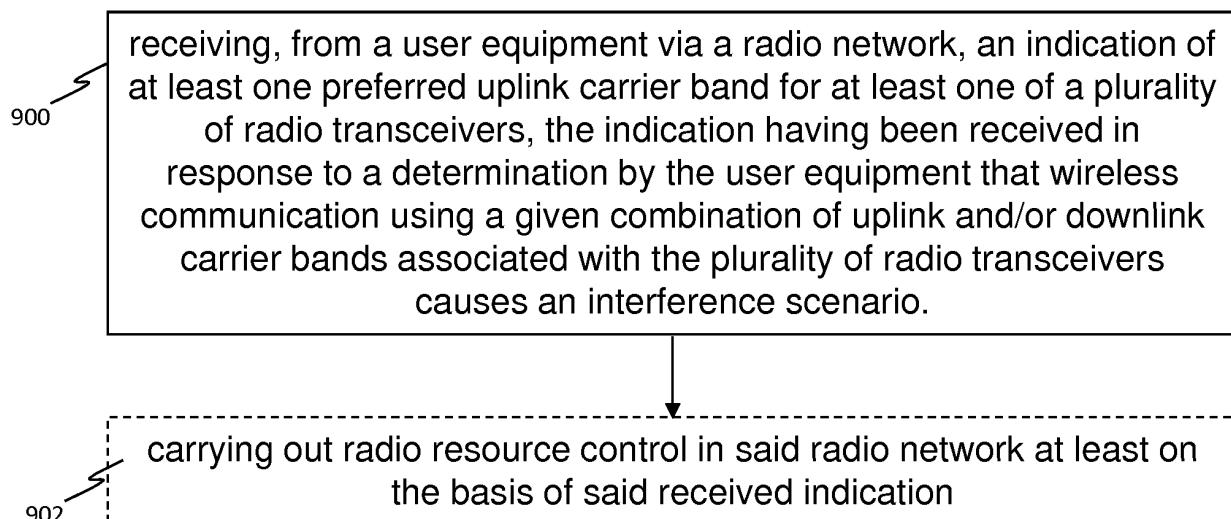 receiving, from a user equipment via a radio network, an indication of
at least one preferred uplink carrier band for at least one of a plurality
of radio transceivers, the indication having been received in
response to a determination by the user equipment that wireless
communication using a given combination of uplink and/or downlink
carrier bands associated with the plurality of radio transceivers
causes an interference scenario.
900
carrying out radio resource control in said radio network at least on
the basis of said received indication
902